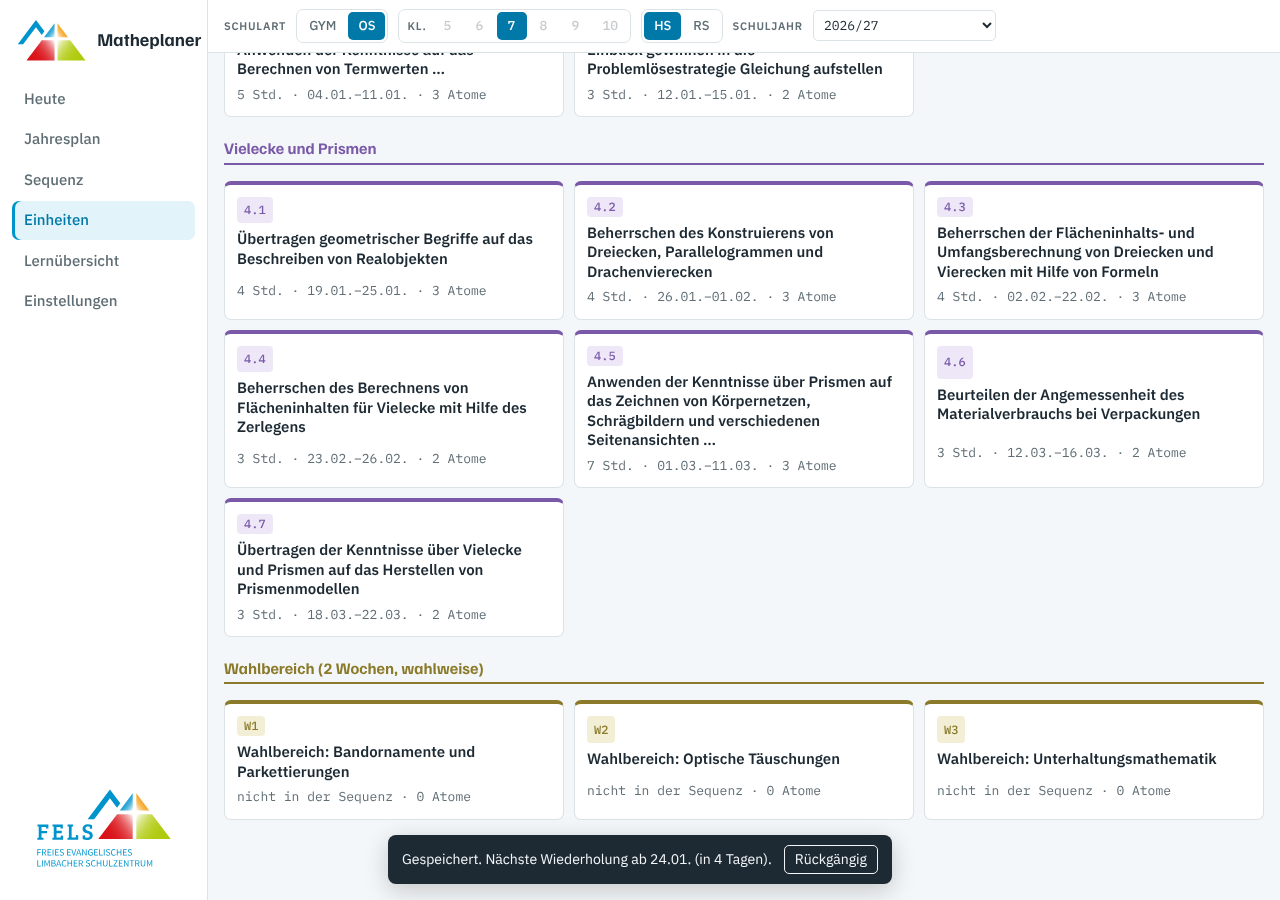 Matheplaner
SCHULART GYM OS KL. 5 6 7 8 9 10 HS RS SCHULJAHR 2026/27
Heute
Jahresplan
Sequenz
Einheiten
Lernübersicht
Einstellungen
Anwenden der Kenntnisse auf das
Berechnen von Termwerten ...
5 Std. · 04.01.–11.01. · 3 Atome
Einblick gewinnen in die
Problemlösestrategie Gleichung aufstellen
3 Std. · 12.01.–15.01. · 2 Atome
Vielecke und Prismen
4.1
Übertragen geometrischer Begriffe auf das
Beschreiben von Realobjekten
4 Std. · 19.01.–25.01. · 3 Atome
4.2
Beherrschen des Konstruierens von
Dreiecken, Parallelogrammen und
Drachenvierecken
4 Std. · 26.01.–01.02. · 3 Atome
4.3
Beherrschen der Flächeninhalts- und
Umfangsberechnung von Dreiecken und
Vierecken mit Hilfe von Formeln
4 Std. · 02.02.–22.02. · 3 Atome
4.4
Beherrschen des Berechnens von
Flächeninhalten für Vielecke mit Hilfe des
Zerlegens
3 Std. · 23.02.–26.02. · 2 Atome
4.5
Anwenden der Kenntnisse über Prismen auf
das Zeichnen von Körpernetzen,
Schrägbildern und verschiedenen
Seitenansichten ...
7 Std. · 01.03.–11.03. · 3 Atome
4.6
Beurteilen der Angemessenheit des
Materialverbrauchs bei Verpackungen
3 Std. · 12.03.–16.03. · 2 Atome
4.7
Übertragen der Kenntnisse über Vielecke
und Prismen auf das Herstellen von
Prismenmodellen
3 Std. · 18.03.–22.03. · 2 Atome
Wahlbereich (2 Wochen, wahlweise)
W1
Wahlbereich: Bandornamente und
Parkettierungen
nicht in der Sequenz · 0 Atome
W2
Wahlbereich: Optische Täuschungen
nicht in der Sequenz · 0 Atome
W3
Wahlbereich: Unterhaltungsmathematik
nicht in der Sequenz · 0 Atome
FELS
FREIES EVANGELISCHES
LIMBACHER SCHULZENTRUM
Gespeichert. Nächste Wiederholung ab 24.01. (in 4 Tagen). Rückgängig